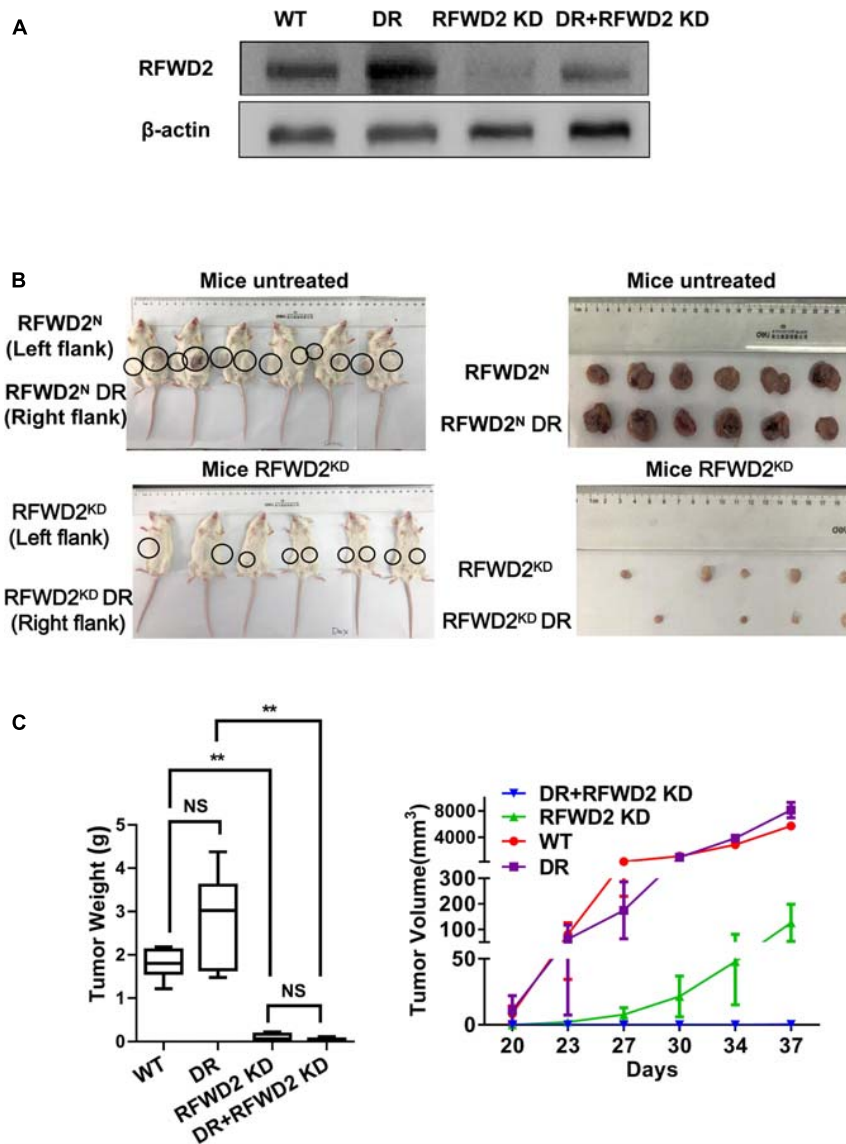 A
WT DR RFWD2 KD DR+RFWD2 KD
RFWD2
β-actin
B
Mice untreated
RFWD2ᴺ
(Left flank)
RFWD2ᴺ DR
(Right flank)
Mice untreated
RFWD2ᴺ
RFWD2ᴺ DR
Mice RFWD2ᴷᴰ
RFWD2ᴷᴰ
(Left flank)
RFWD2ᴷᴰ DR
(Right flank)
Mice RFWD2ᴷᴰ
RFWD2ᴷᴰ
RFWD2ᴷᴰ DR
C
**
**
NS
NS
Tumor Weight (g)
5
4
3
2
1
0
WT
DR
RFWD2 KD
DR+RFWD2 KD
DR+RFWD2 KD
RFWD2 KD
WT
DR
Tumor Volume(mm³)
8000
4000
300
200
100
50
0
20 23 27 30 34 37
Days